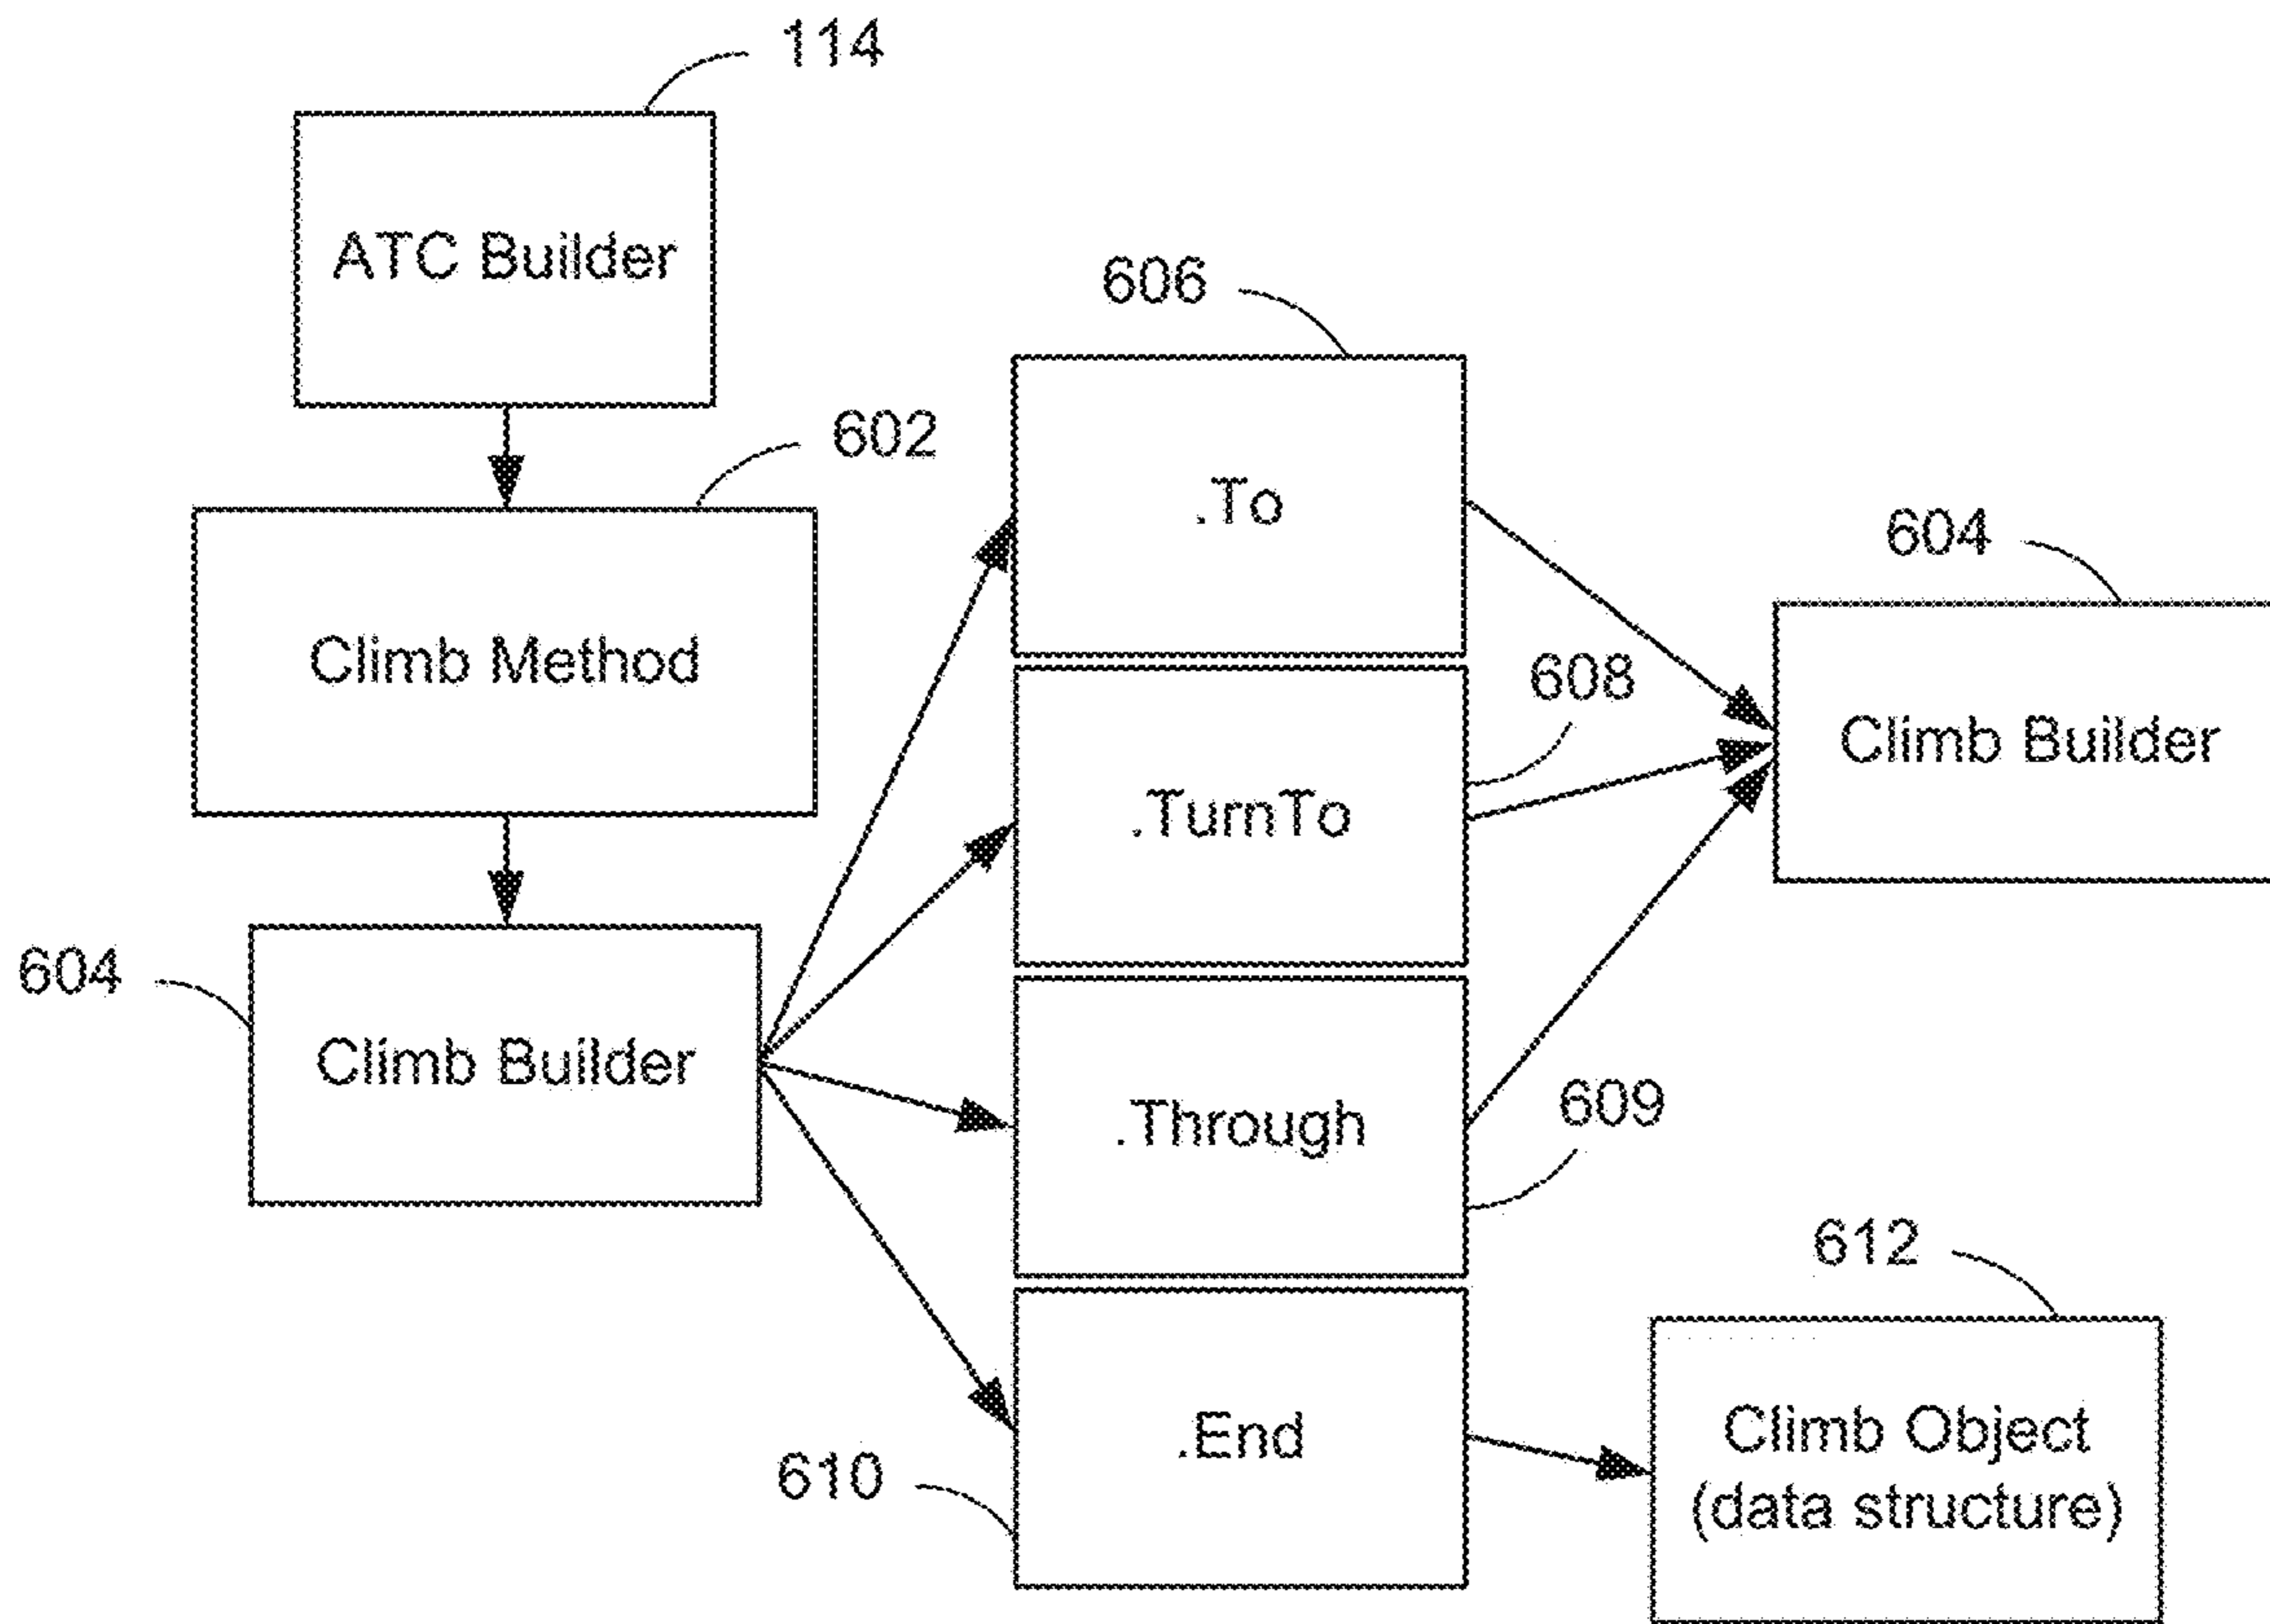 114
ATC Builder
602
Climb Method
604
Climb Builder
606
.To
608
.TurnTo
609
.Through
610
.End
604
Climb Builder
612
Climb Object
(data structure)